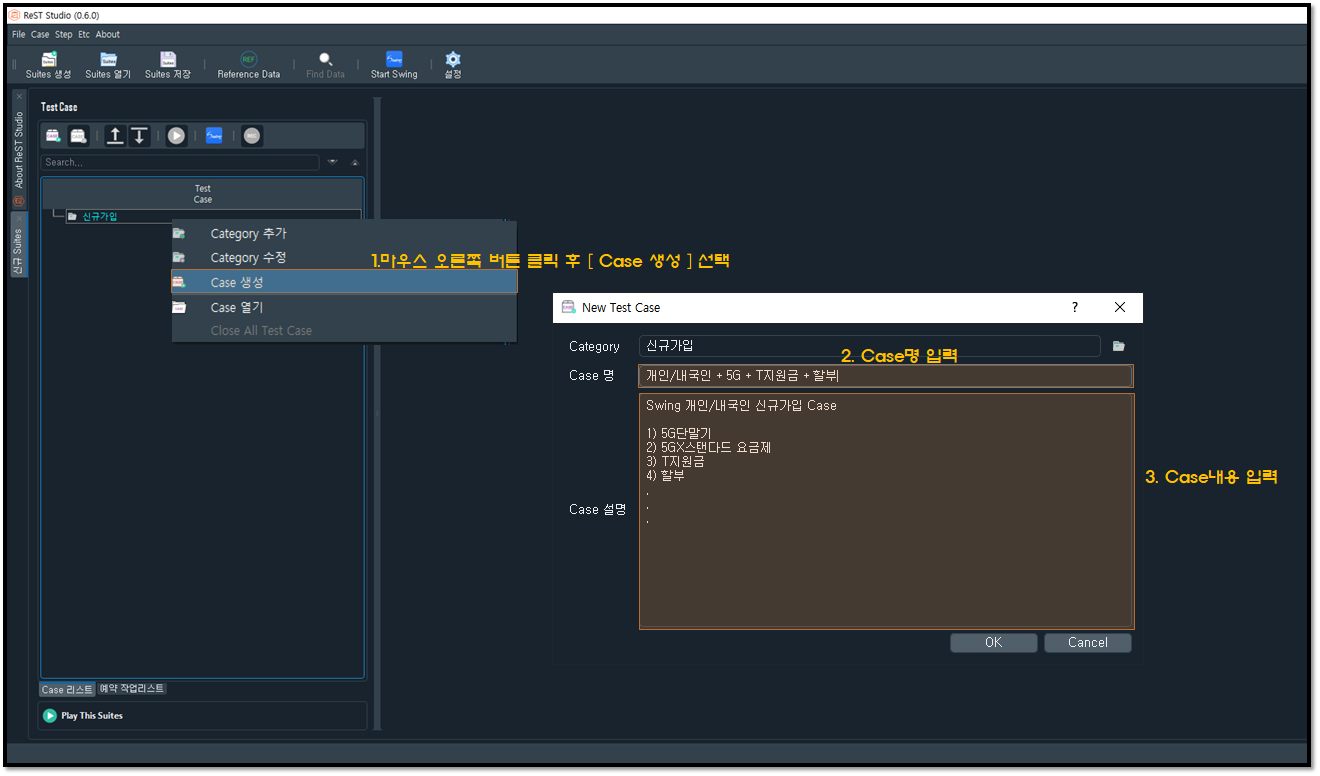 ReST Studio (0.6.0)
File Case Step Etc About
Suites 생성 Suites 열기 Suites 저장 REF Reference Data Find Data Start Swing 설정
About ReST Studio
신규 Suites
Test Case
Search...
Test
Case
신규가입
Category 추가
Category 수정
Case 생성
Case 열기
Close All Test Case
1.마우스 오른쪽 버튼 클릭 후 [ Case 생성 ] 선택
New Test Case ?
Category 신규가입
2. Case명 입력
Case 명 개인/내국인 + 5G + T지원금 + 할부
Case 설명
Swing 개인/내국인 신규가입 Case
1) 5G단말기
2) 5GX스탠다드 요금제
3) T지원금
4) 할부
.
.
.
3. Case내용 입력
OK Cancel
Case 리스트 예약 작업리스트
Play This Suites